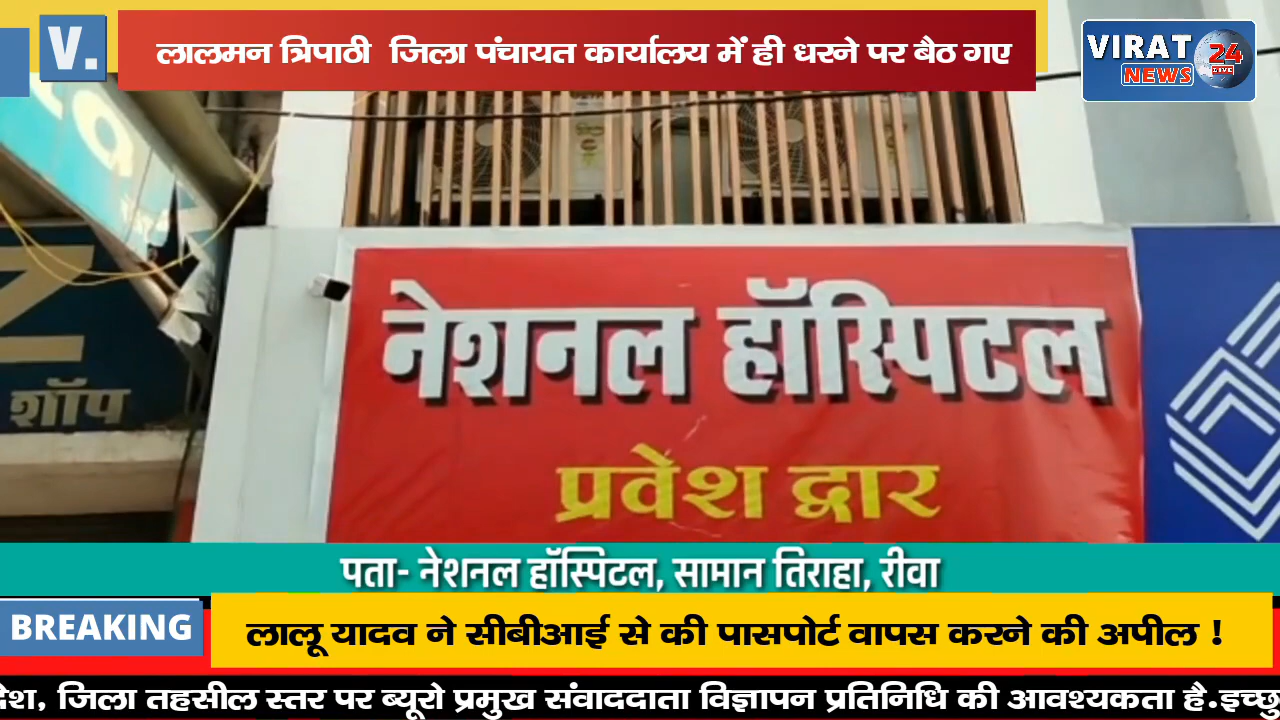 V.
लालमन त्रिपाठी जिला पंचायत कार्यालय में ही धरने पर बैठ गए
VIRAT 24
NEWS LIVE
Z
शॉप
नेशनल हॉस्पिटल
प्रवेश द्वार
पता- नेशनल हॉस्पिटल, सामान तिराहा, रीवा
BREAKING
लालू यादव ने सीबीआई से की पासपोर्ट वापस करने की अपील !
जिला तहसील स्तर पर ब्यूरो प्रमुख संवाददाता विज्ञापन प्रतिनिधि की आवश्यकता है.